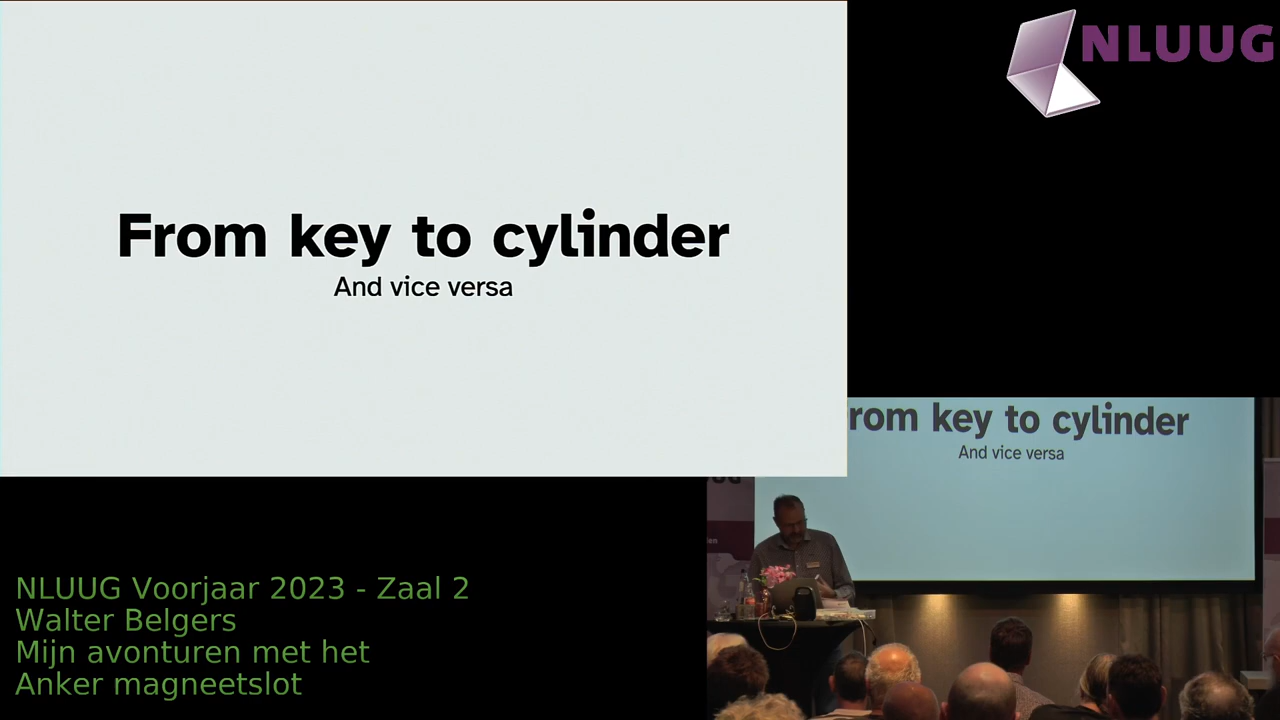 From key to cylinder
And vice versa
NLUUG
From key to cylinder
And vice versa
NLUUG Voorjaar 2023 - Zaal 2
Walter Belgers
Mijn avonturen met het
Anker magneetslot